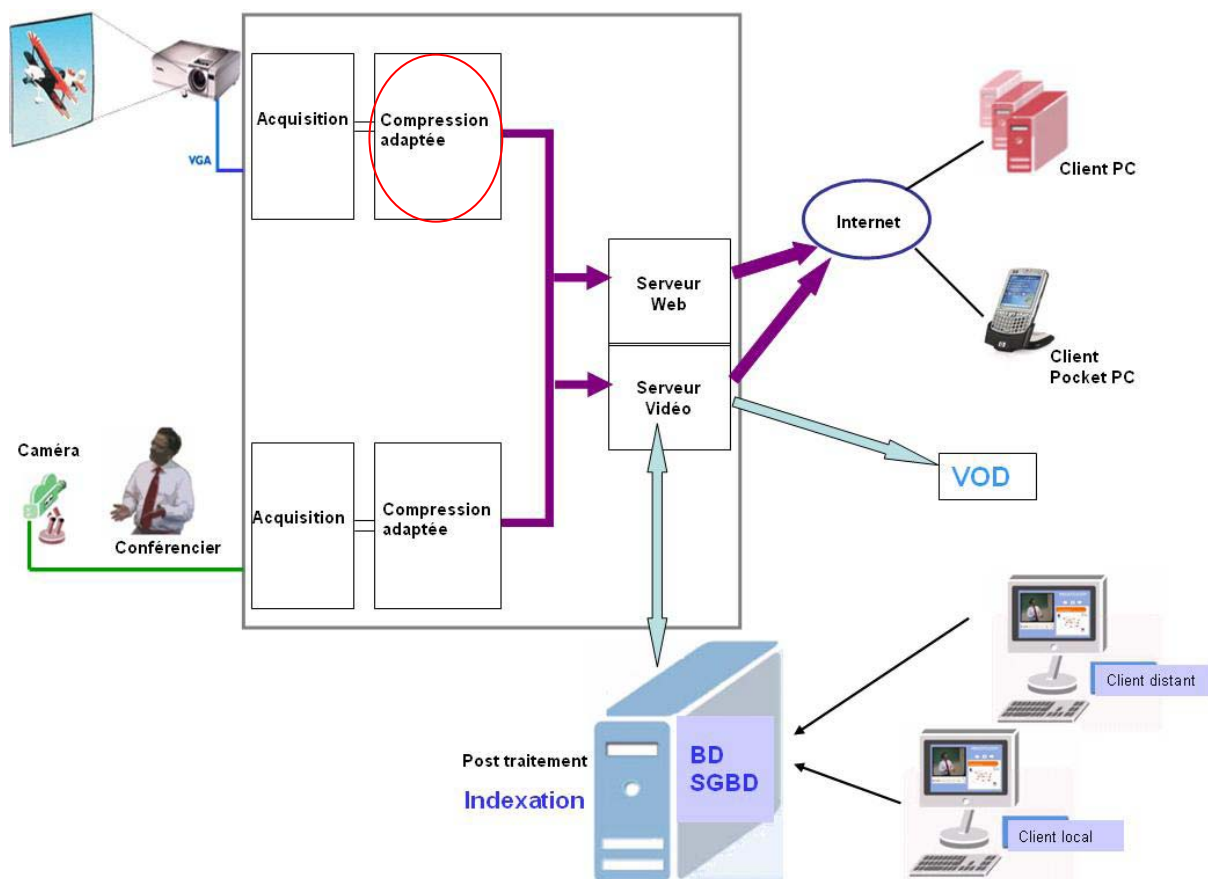 VGA
Acquisition
Compression
adaptée
Client PC
Internet
Serveur
Web
Client
Pocket PC
Serveur
Vidéo
Caméra
VOD
Acquisition
Compression
adaptée
Conférencier
Client distant
Post traitement
Indexation
BD
SGBD
Client local